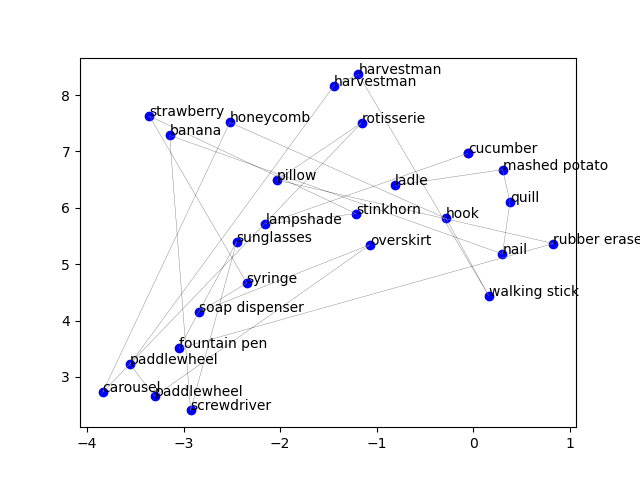 harvestman
harvestman
strawberry
honeycomb
rotisserie
banana
cucumber
mashed potato
pillow
ladle
quill
stinkhorn
hook
lampshade
sunglasses
overskirt
rubber erase
nail
syringe
walking stick
soap dispenser
fountain pen
paddlewheel
carousel
paddlewheel
screwdriver
8
7
6
5
4
3
−4
−3
−2
−1
0
1